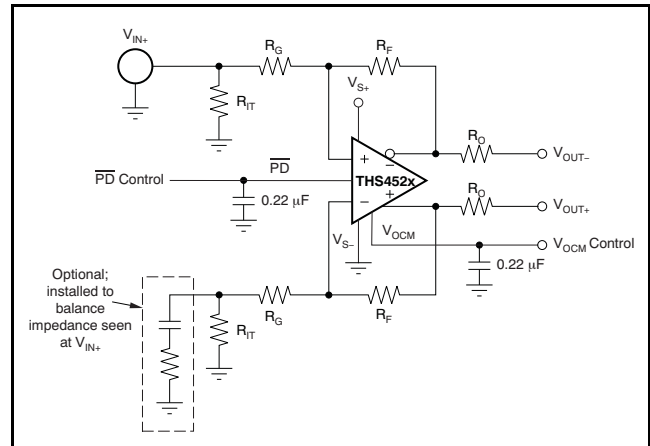 V_IN+
R_G
R_F
V_S+
R_IT
R_O
V_OUT−
PD Control
PD
THS452x
+
−
−
+
0.22 μF
R_O
V_OUT+
V_S−
V_OCM
V_OCM Control
0.22 μF
Optional;
installed to
balance
impedance seen
at V_IN+
R_IT
R_G
R_F